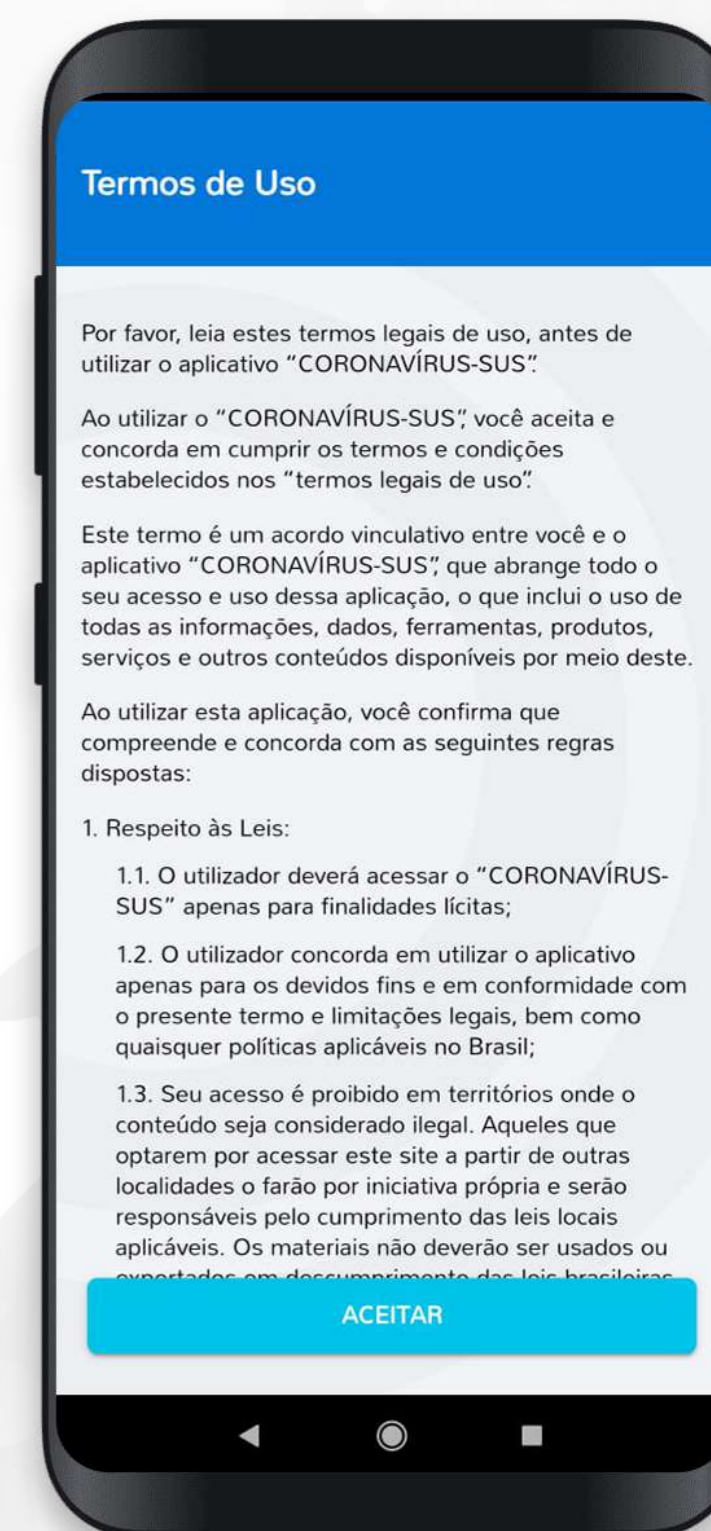 Termos de Uso
Por favor, leia estes termos legais de uso, antes de
utilizar o aplicativo “CORONAVÍRUS-SUS”.
Ao utilizar o “CORONAVÍRUS-SUS”, você aceita e
concorda em cumprir os termos e condições
estabelecidos nos “termos legais de uso”.
Este termo é um acordo vinculativo entre você e o
aplicativo “CORONAVÍRUS-SUS”, que abrange todo o
seu acesso e uso dessa aplicação, o que inclui o uso de
todas as informações, dados, ferramentas, produtos,
serviços e outros conteúdos disponíveis por meio deste.
Ao utilizar esta aplicação, você confirma que
compreende e concorda com as seguintes regras
dispostas:
1. Respeito às Leis:
1.1. O utilizador deverá acessar o “CORONAVÍRUS-
SUS” apenas para finalidades lícitas;
1.2. O utilizador concorda em utilizar o aplicativo
apenas para os devidos fins e em conformidade com
o presente termo e limitações legais, bem como
quaisquer políticas aplicáveis no Brasil;
1.3. Seu acesso é proibido em territórios onde o
conteúdo seja considerado ilegal. Aqueles que
optarem por acessar este site a partir de outras
localidades o farão por iniciativa própria e serão
responsáveis pelo cumprimento das leis locais
aplicáveis. Os materiais não deverão ser usados ou
exportados em descumprimento das leis brasileiras
ACEITAR